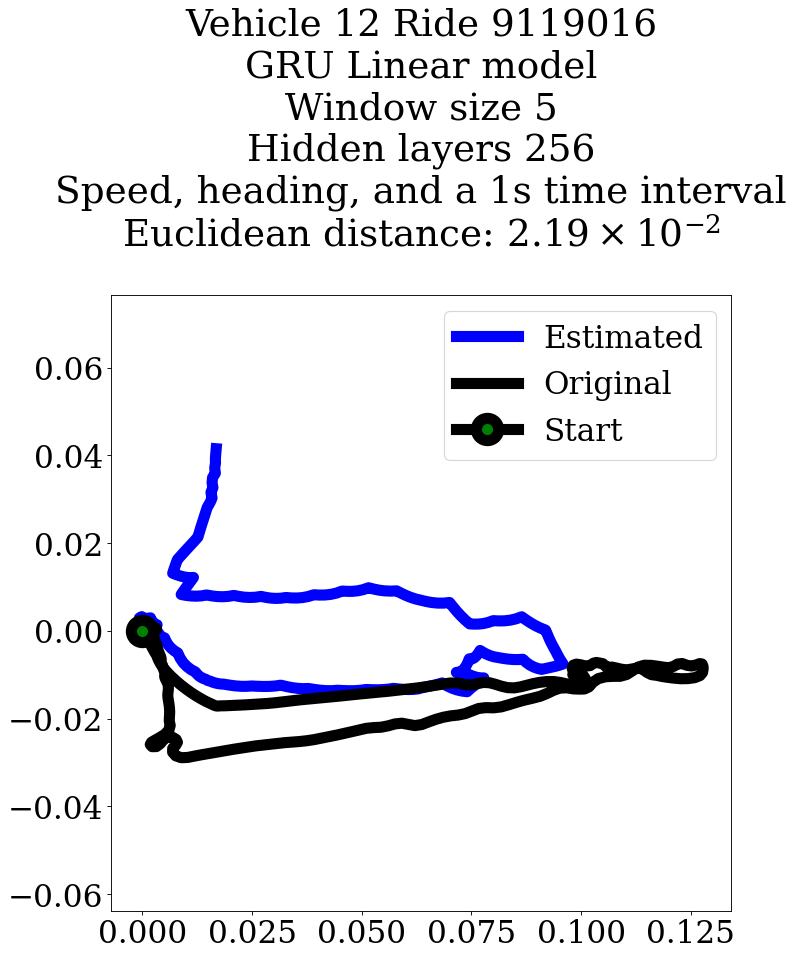 Vehicle 12 Ride 9119016
GRU Linear model
Window size 5
Hidden layers 256
Speed, heading, and a 1s time interval
Euclidean distance: 2.19 × 10⁻²
Estimated
Original
Start
0.06
0.04
0.02
0.00
−0.02
−0.04
−0.06
0.000 0.025 0.050 0.075 0.100 0.125